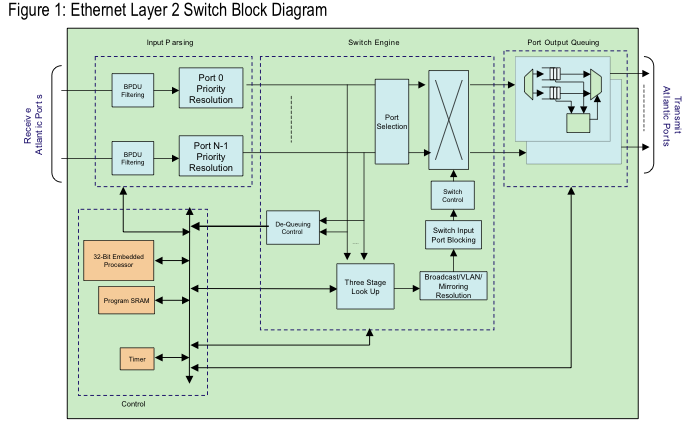 Figure 1: Ethernet Layer 2 Switch Block Diagram
Input Parsing
Switch Engine
Port Output Queuing
Receive
Atlantic Ports
BPDU
Filtering
Port 0
Priority
Resolution
Port
Selection
Transmit
Atlantic Ports
BPDU
Filtering
Port N-1
Priority
Resolution
Switch
Control
De-Queuing
Control
...
Switch Input
Port Blocking
32-Bit Embedded
Processor
Three Stage
Look Up
Broadcast/VLAN/
Mirroring
Resolution
Program SRAM
Timer
Control